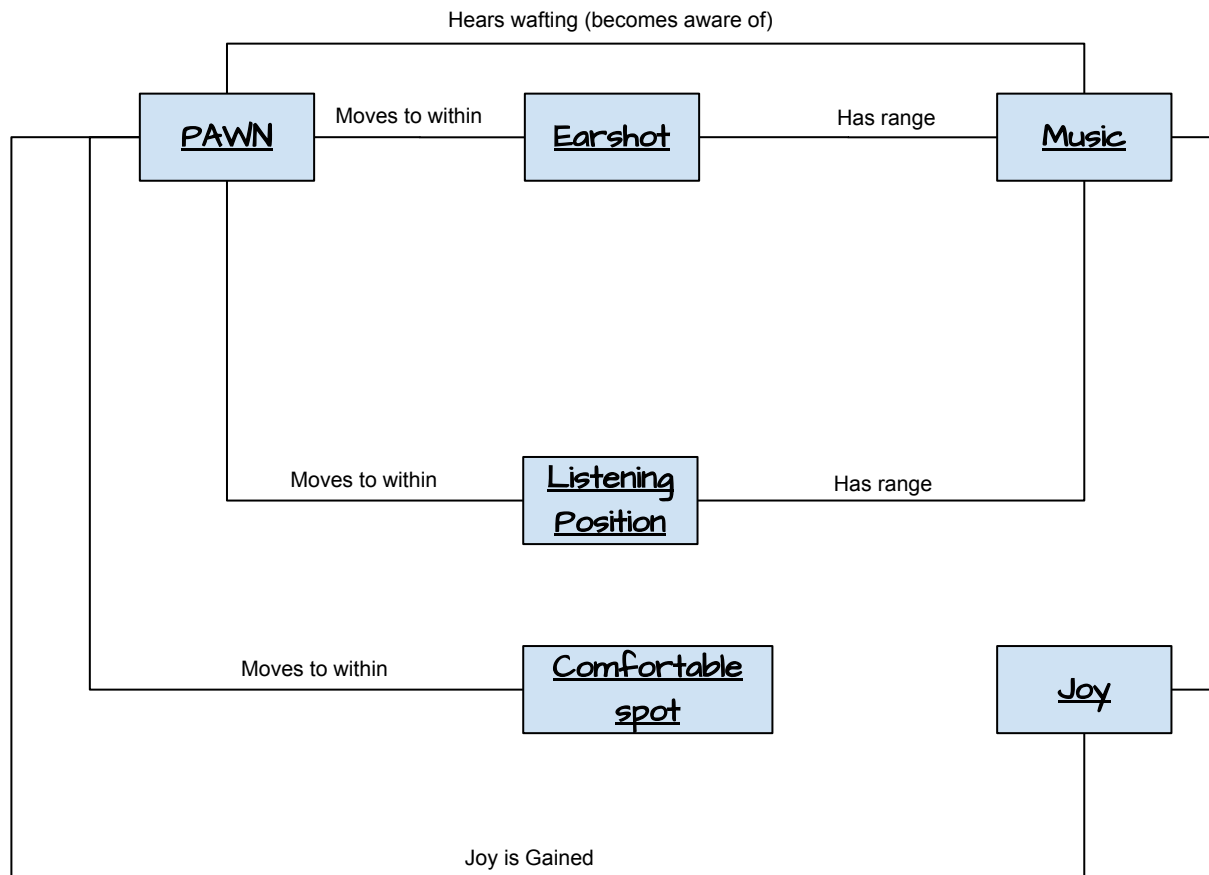 Hears wafting (becomes aware of)
PAWN
Moves to within
Earshot
Has range
Music
Moves to within
Listening
Position
Has range
Moves to within
Comfortable
spot
Joy
Joy is Gained